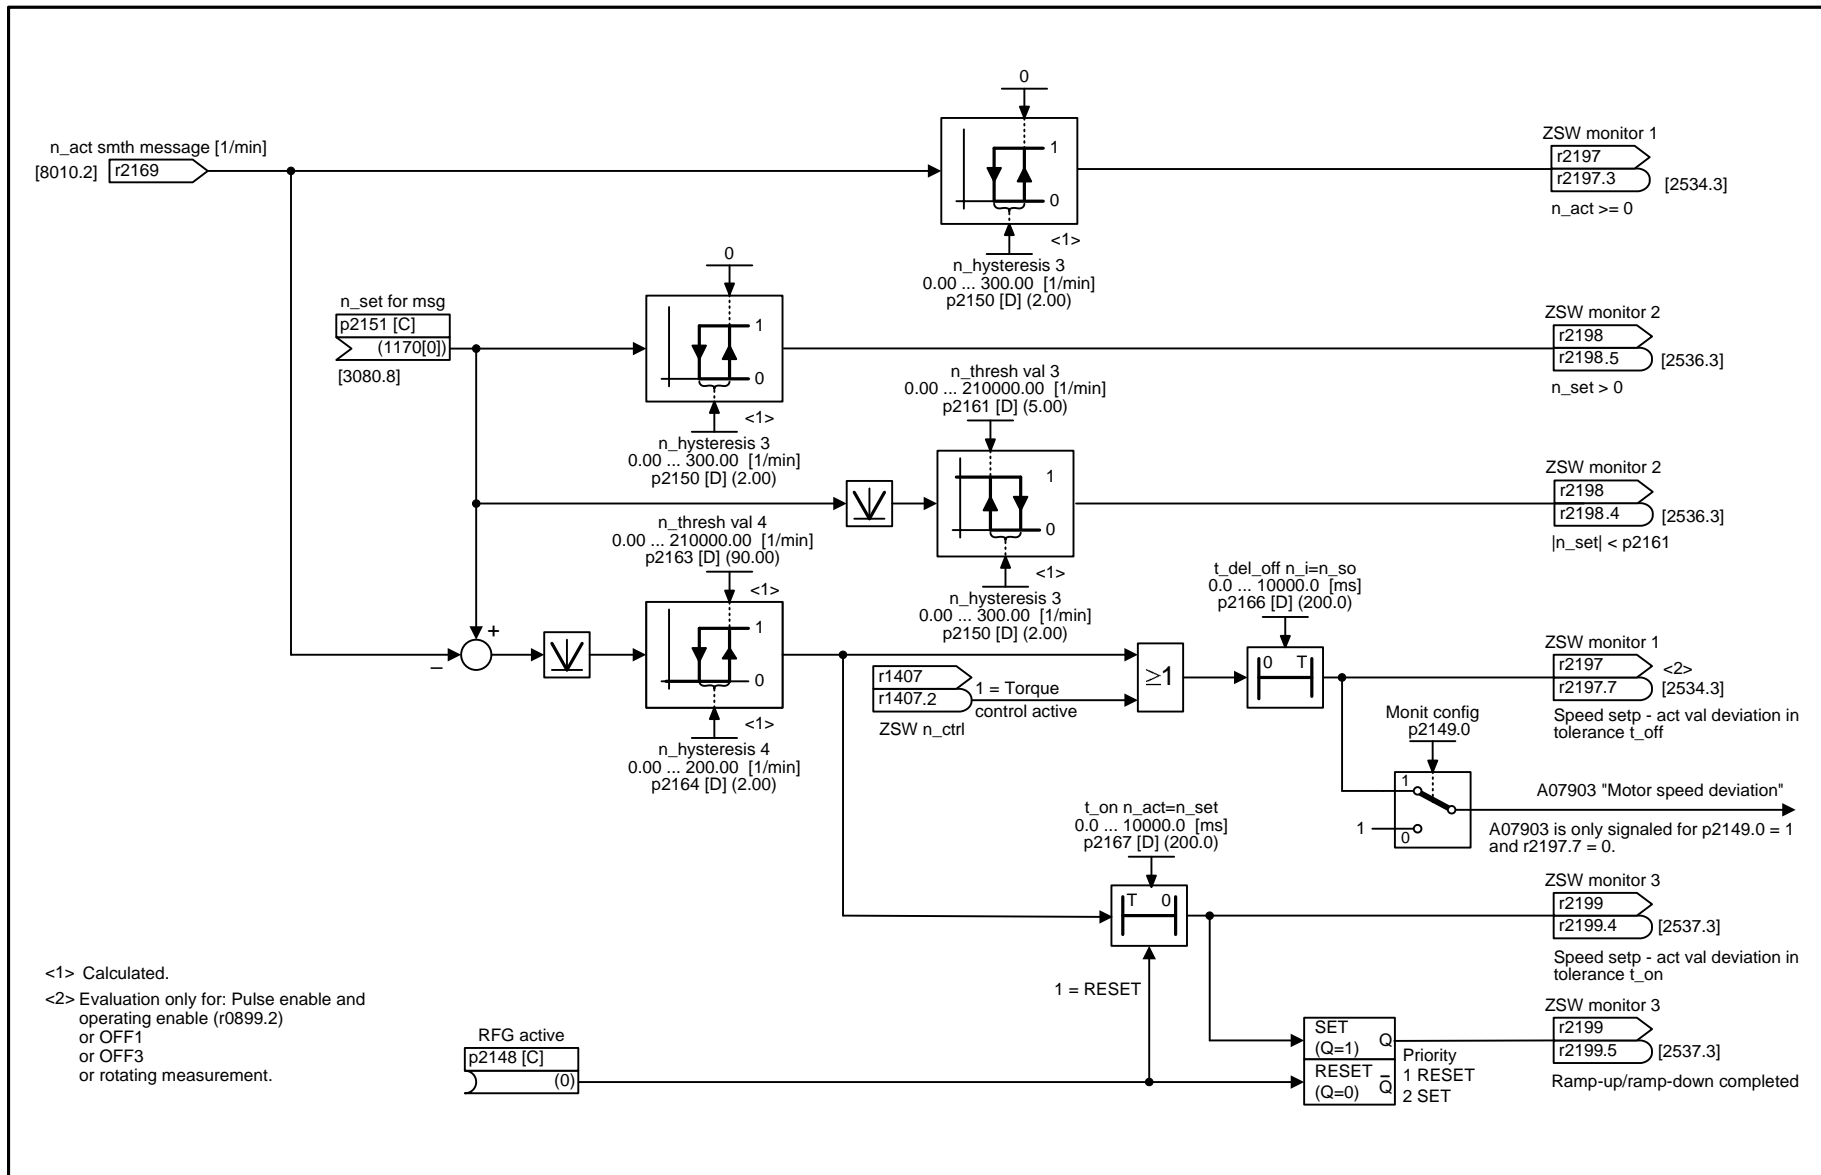 0
n_act smth message [1/min]
[8010.2]
r2169
1
0
<1>
n_hysteresis 3
0.00 ... 300.00 [1/min]
p2150 [D] (2.00)
ZSW monitor 1
r2197
r2197.3
[2534.3]
n_act >= 0
0
n_set for msg
p2151 [C]
(1170[0])
[3080.8]
1
0
<1>
n_hysteresis 3
0.00 ... 300.00 [1/min]
p2150 [D] (2.00)
ZSW monitor 2
r2198
r2198.5
[2536.3]
n_set > 0
n_thresh val 3
0.00 ... 210000.00 [1/min]
p2161 [D] (5.00)
1
0
<1>
n_hysteresis 3
0.00 ... 300.00 [1/min]
p2150 [D] (2.00)
ZSW monitor 2
r2198
r2198.4
[2536.3]
|n_set| < p2161
n_thresh val 4
0.00 ... 210000.00 [1/min]
p2163 [D] (90.00)
<1>
+
–
1
0
<1>
n_hysteresis 4
0.00 ... 200.00 [1/min]
p2164 [D] (2.00)
r1407
r1407.2
ZSW n_ctrl
1 = Torque
control active
≥1
t_del_off n_i=n_so
0.0 ... 10000.0 [ms]
p2166 [D] (200.0)
0 T
ZSW monitor 1
r2197
<2>
r2197.7
[2534.3]
Speed setp - act val deviation in
tolerance t_off
Monit config
p2149.0
1
1
0
A07903 "Motor speed deviation"
A07903 is only signaled for p2149.0 = 1
and r2197.7 = 0.
t_on n_act=n_set
0.0 ... 10000.0 [ms]
p2167 [D] (200.0)
T 0
1 = RESET
ZSW monitor 3
r2199
r2199.4
[2537.3]
Speed setp - act val deviation in
tolerance t_on
<1> Calculated.
<2> Evaluation only for: Pulse enable and
operating enable (r0899.2)
or OFF1
or OFF3
or rotating measurement.
RFG active
p2148 [C]
(0)
SET
(Q=1)
Q
RESET
(Q=0)
Q̅
Priority
1 RESET
2 SET
ZSW monitor 3
r2199
r2199.5
[2537.3]
Ramp-up/ramp-down completed